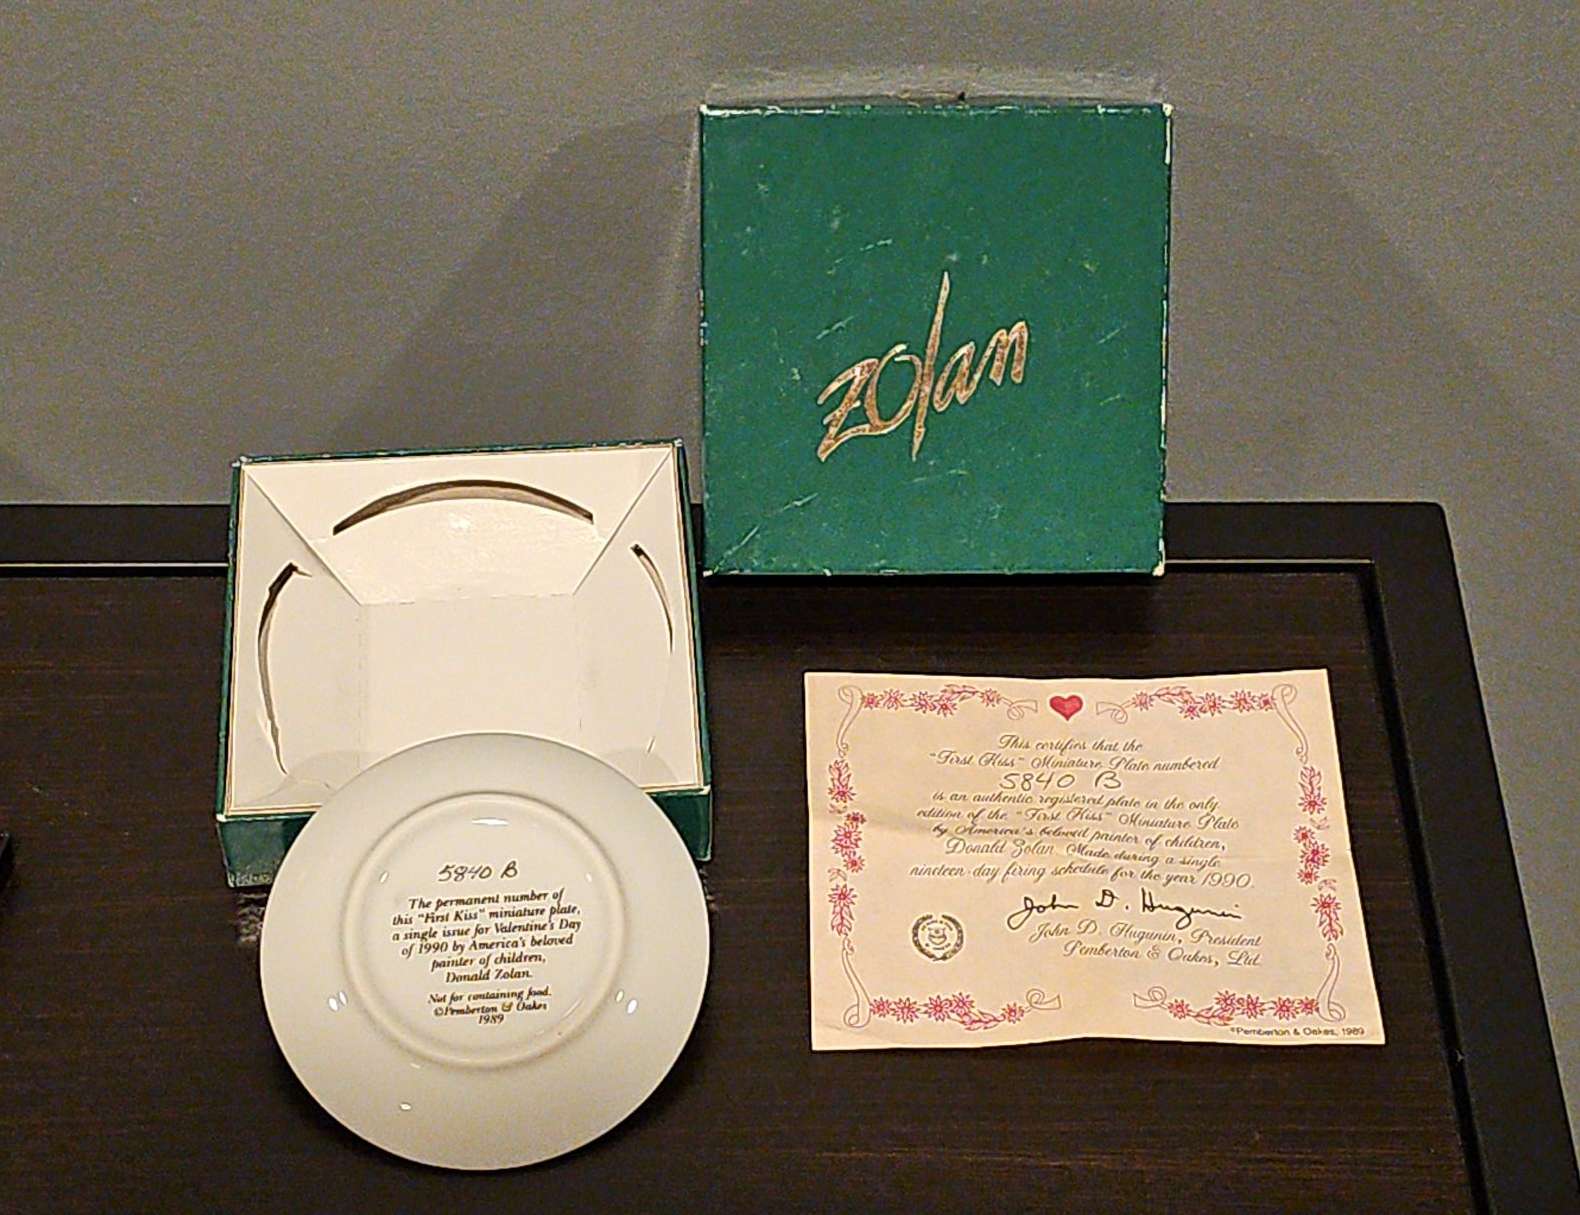 Zolan
This certifies that the
"First Kiss" Miniature Plate numbered
5840 B
is an authentic registered plate in the only
edition of the "First Kiss" Miniature Plate
by America's beloved painter of children,
Donald Zolan. Made during a single
nineteen-day firing schedule for the year 1990.
John D. Hugunin
John D. Hugunin, President
Pemberton & Oakes, Ltd.
©Pemberton & Oakes, 1989
5840 B
The permanent number of
this "First Kiss" miniature plate,
a single issue for Valentine's Day
of 1990 by America's beloved
painter of children,
Donald Zolan.
Not for containing food.
©Pemberton & Oakes
1989